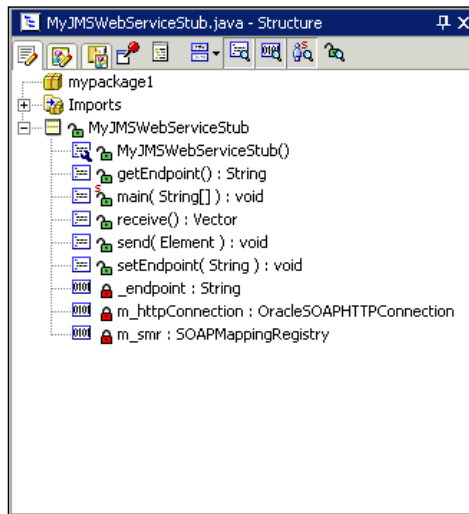 MyJMSWebServiceStub.java - Structure
mypackage1
Imports
MyJMSWebServiceStub
MyJMSWebServiceStub()
getEndpoint() : String
main( String[] ) : void
receive() : Vector
send( Element ) : void
setEndpoint( String ) : void
_endpoint : String
m_httpConnection : OracleSOAPHTTPConnection
m_smr : SOAPMappingRegistry